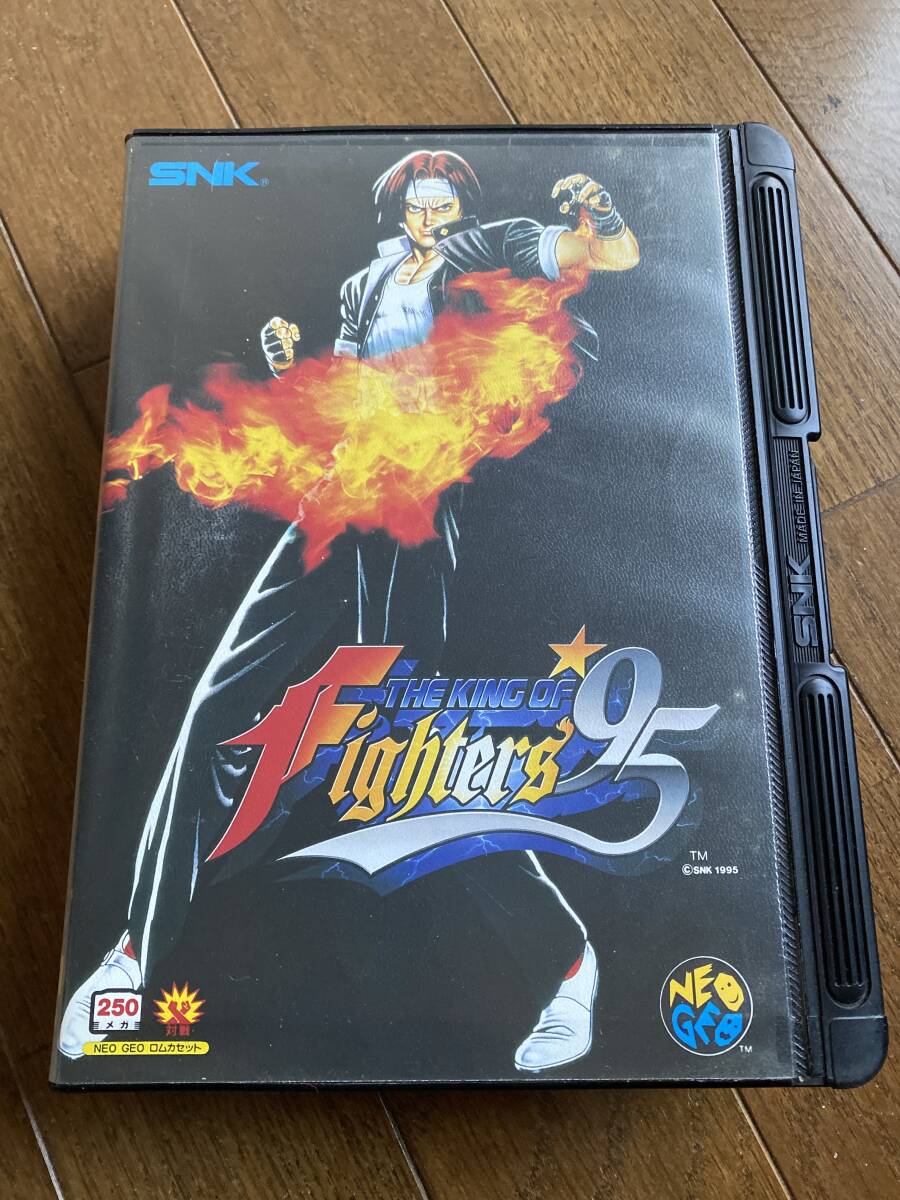 SNK®
THE KING OF
Fighters '95
TM
©SNK 1995
250
メガ
対戦
NEO GEO ロムカセット
NEO
GEO
TM
SNK MADE IN JAPAN